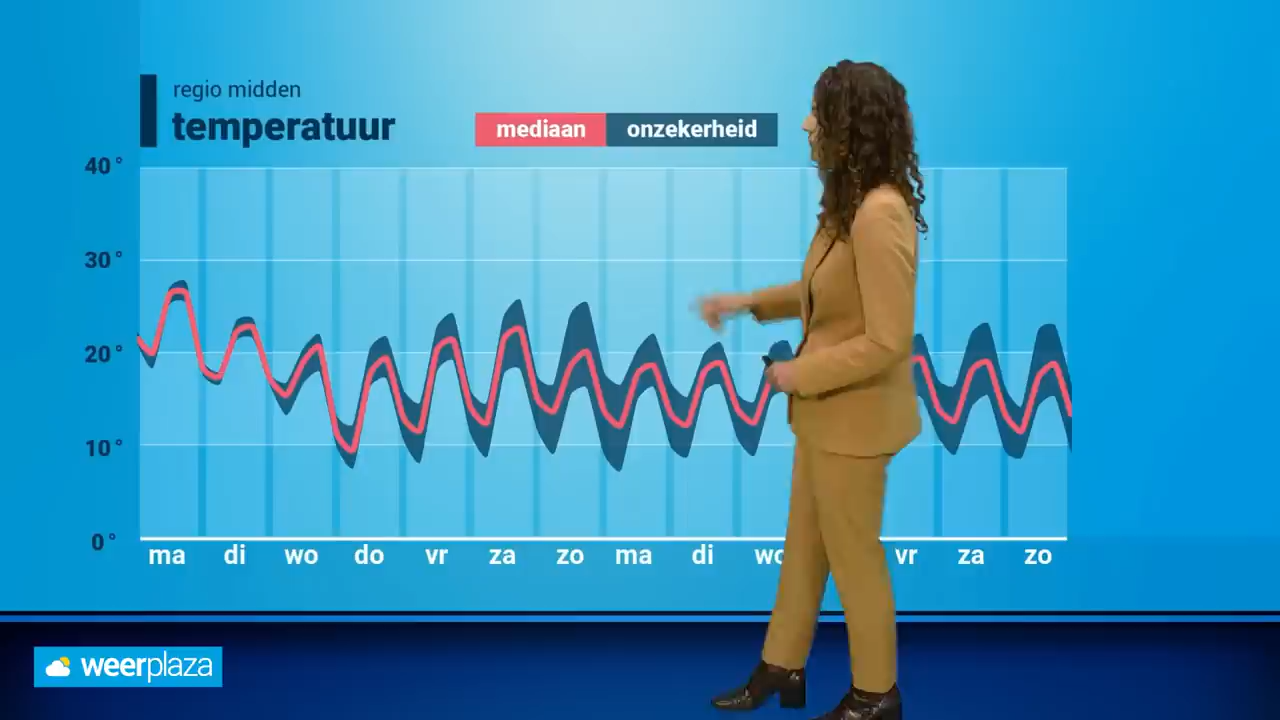 regio midden
temperatuur
mediaan onzekerheid
40°
30°
20°
10°
0°
ma di wo do vr za zo ma di wo vr za zo
weerplaza